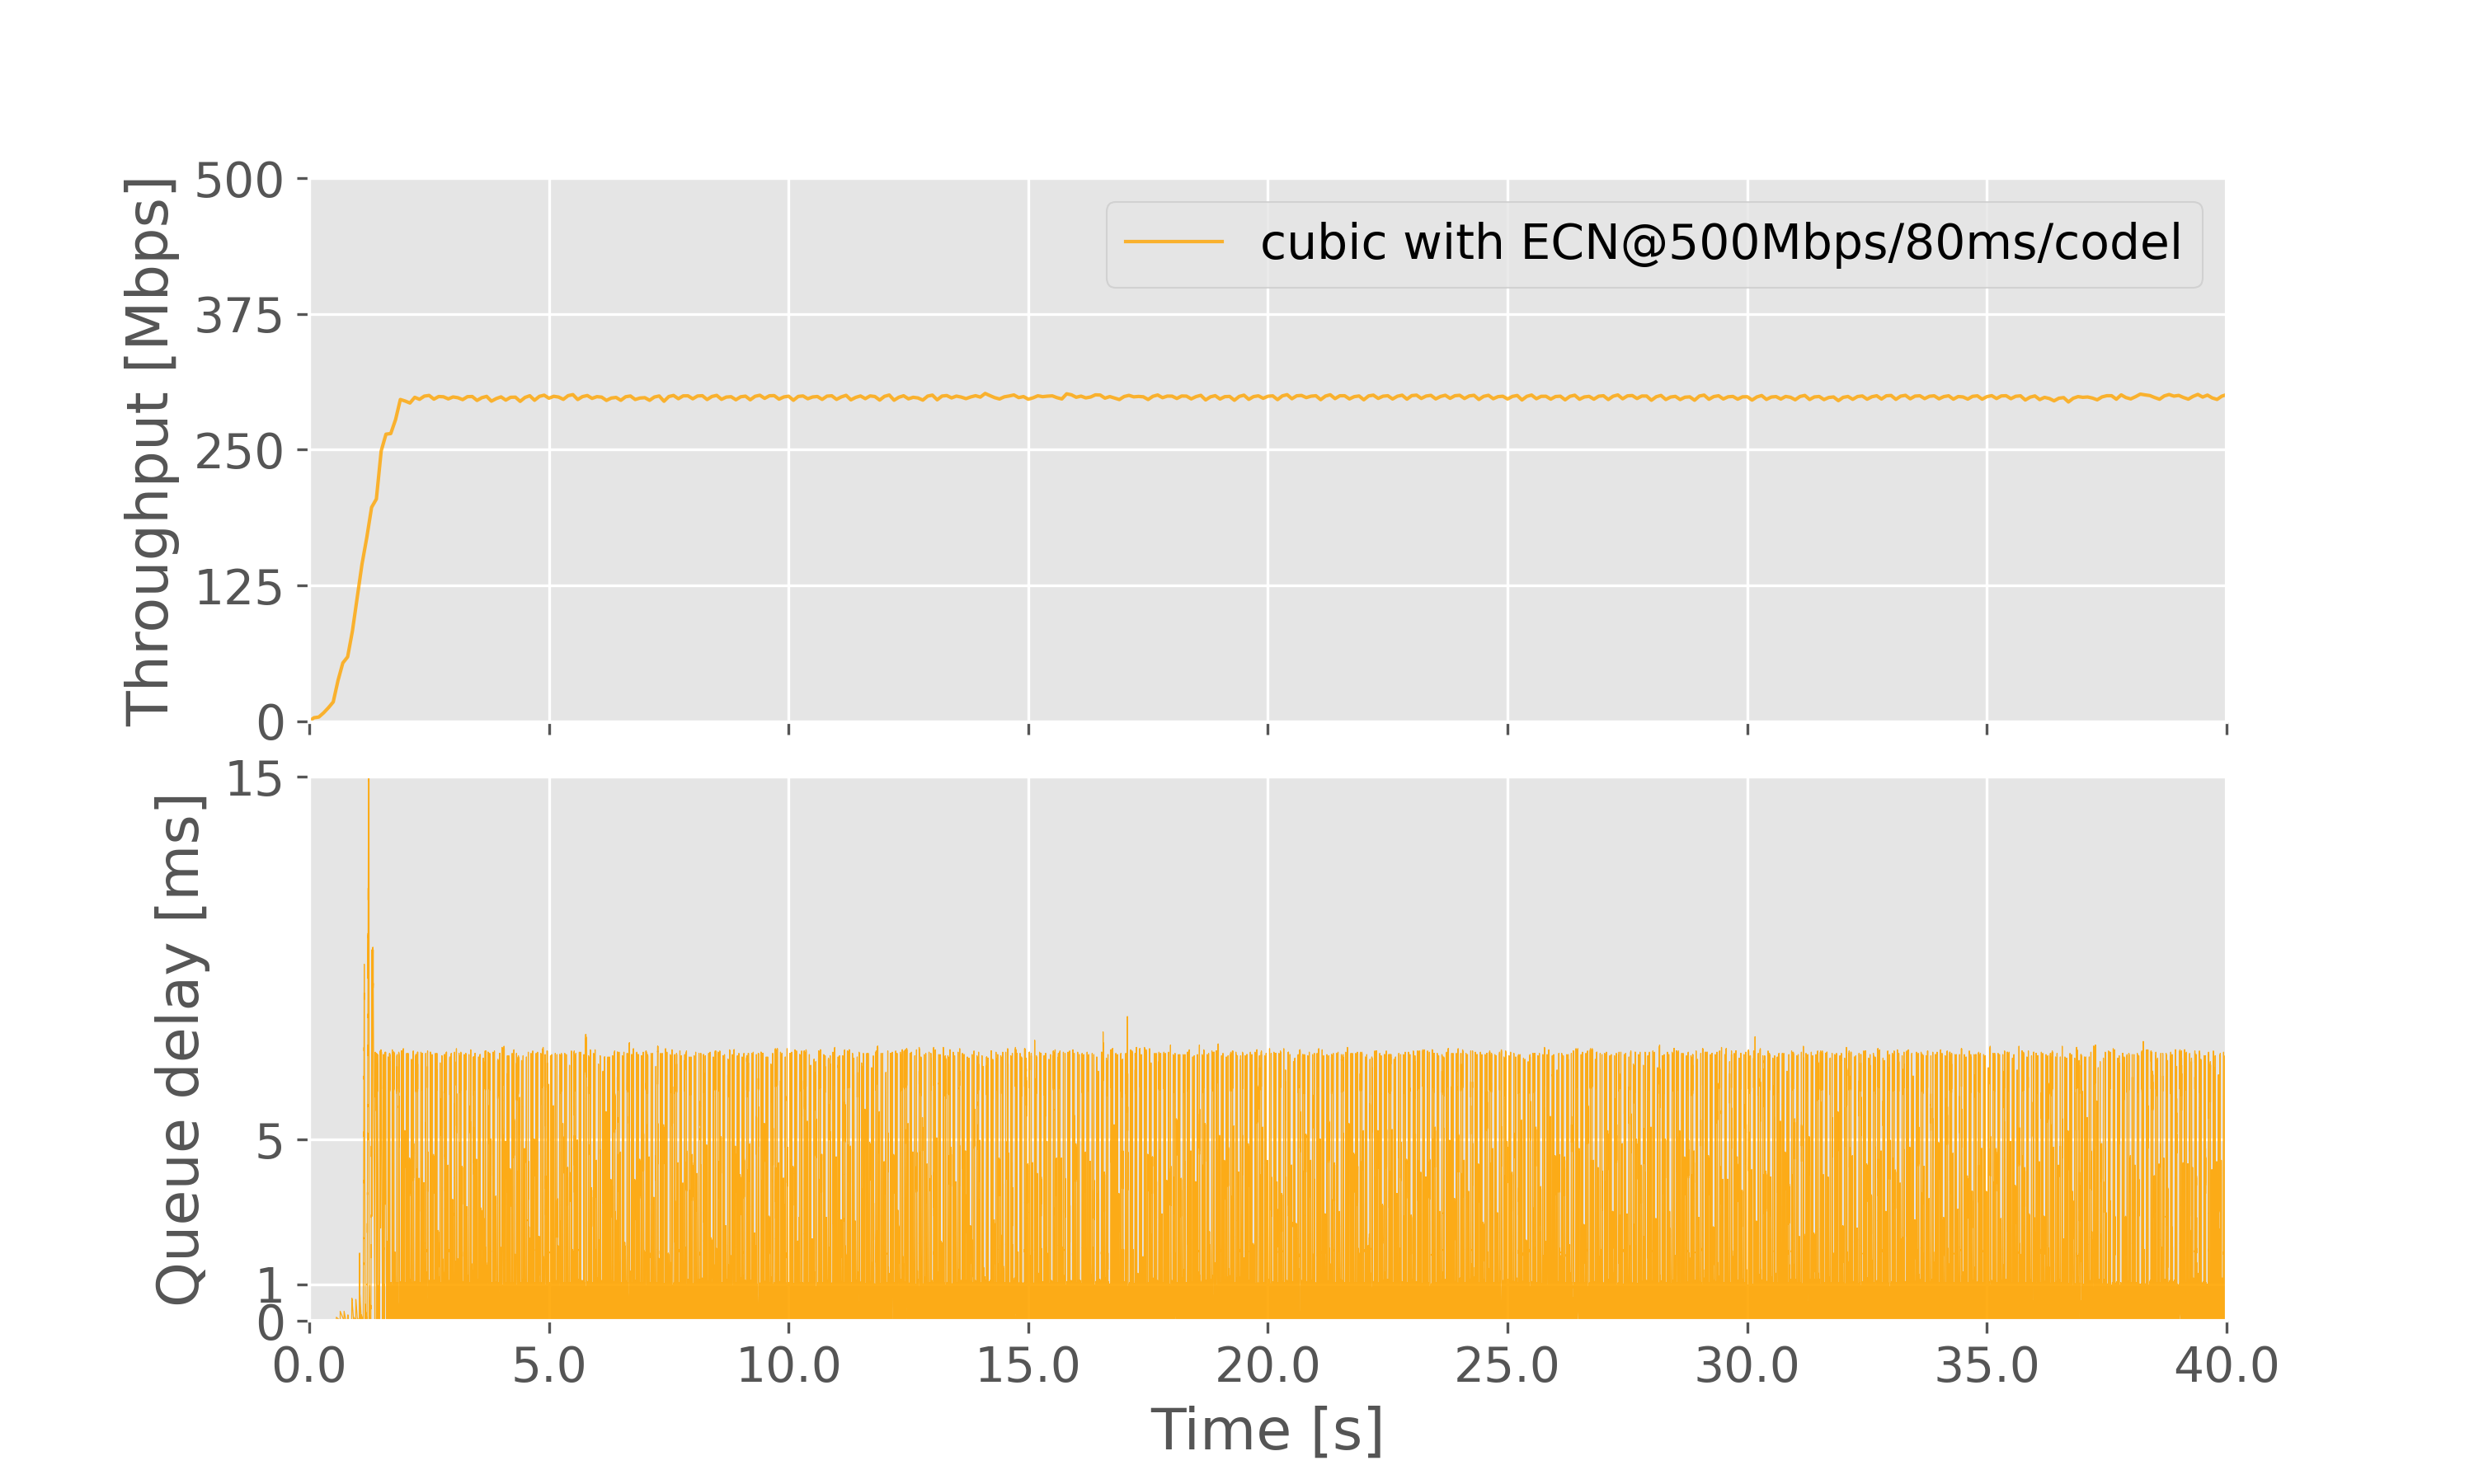 Throughput [Mbps]
500
375
250
125
0
cubic with ECN@500Mbps/80ms/codel
Queue delay [ms]
15
5
1
0
0.0 5.0 10.0 15.0 20.0 25.0 30.0 35.0 40.0
Time [s]